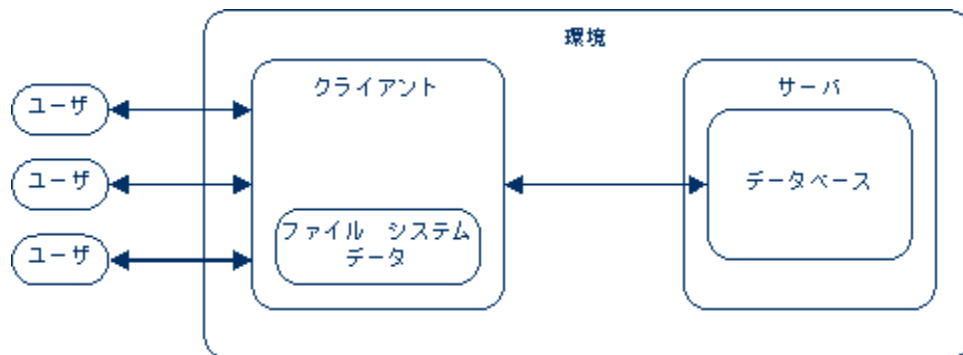 環境
クライアント
サーバ
ユーザ
ユーザ
データベース
ユーザ
ファイル システム
データ